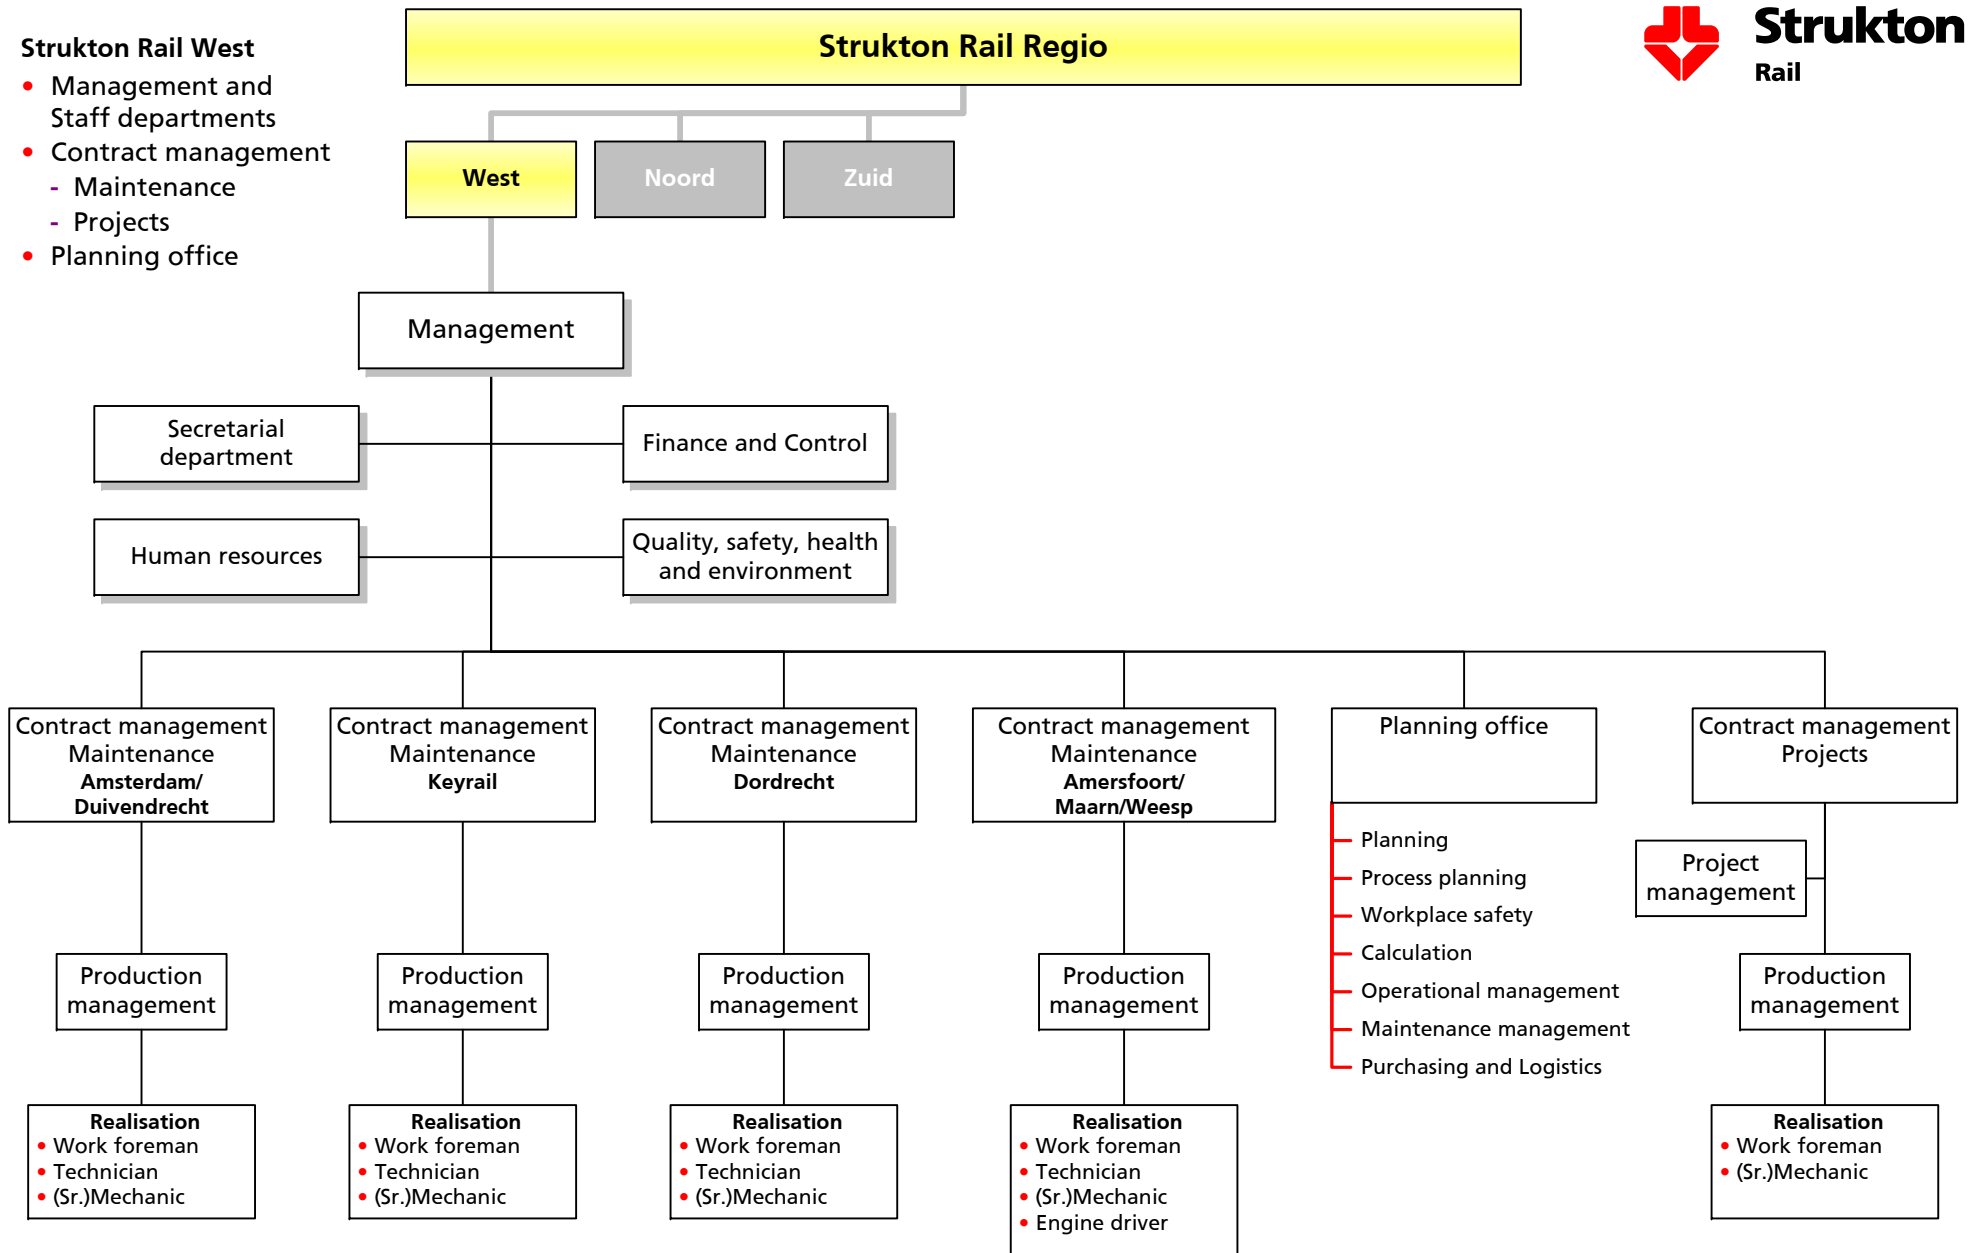 Strukton Rail West
• Management and
Staff departments
• Contract management
- Maintenance
- Projects
• Planning office
Strukton Rail Regio
Strukton
Rail
West
Noord
Zuid
Management
Secretarial
department
Finance and Control
Human resources
Quality, safety, health
and environment
Contract management
Maintenance
Amsterdam/
Duivendrecht
Contract management
Maintenance
Keyrail
Contract management
Maintenance
Dordrecht
Contract management
Maintenance
Amersfoort/
Maarn/Weesp
Planning office
Contract management
Projects
Planning
Process planning
Workplace safety
Calculation
Operational management
Maintenance management
Purchasing and Logistics
Project
management
Production
management
Production
management
Production
management
Production
management
Production
management
Realisation
• Work foreman
• Technician
• (Sr.)Mechanic
Realisation
• Work foreman
• Technician
• (Sr.)Mechanic
Realisation
• Work foreman
• Technician
• (Sr.)Mechanic
Realisation
• Work foreman
• Technician
• (Sr.)Mechanic
• Engine driver
Realisation
• Work foreman
• (Sr.)Mechanic